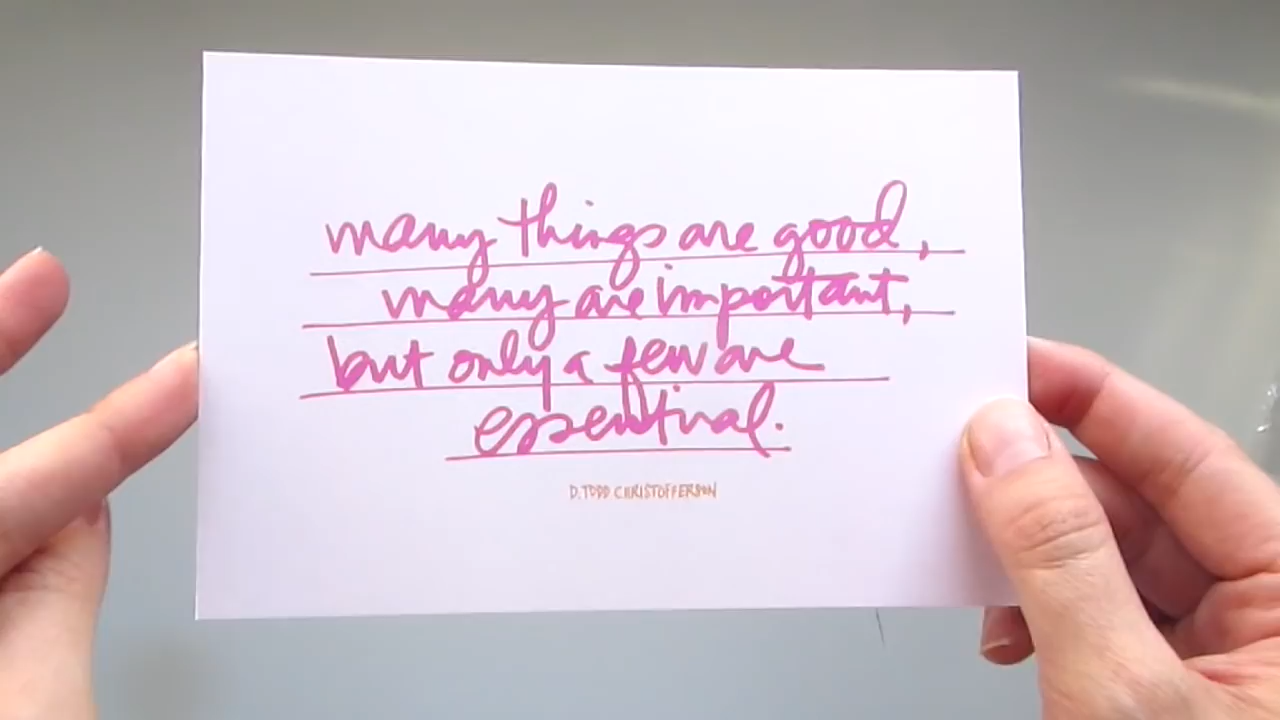 many things are good,
many are important,
but only a few are
essential.
D. TODD CHRISTOFFERSON